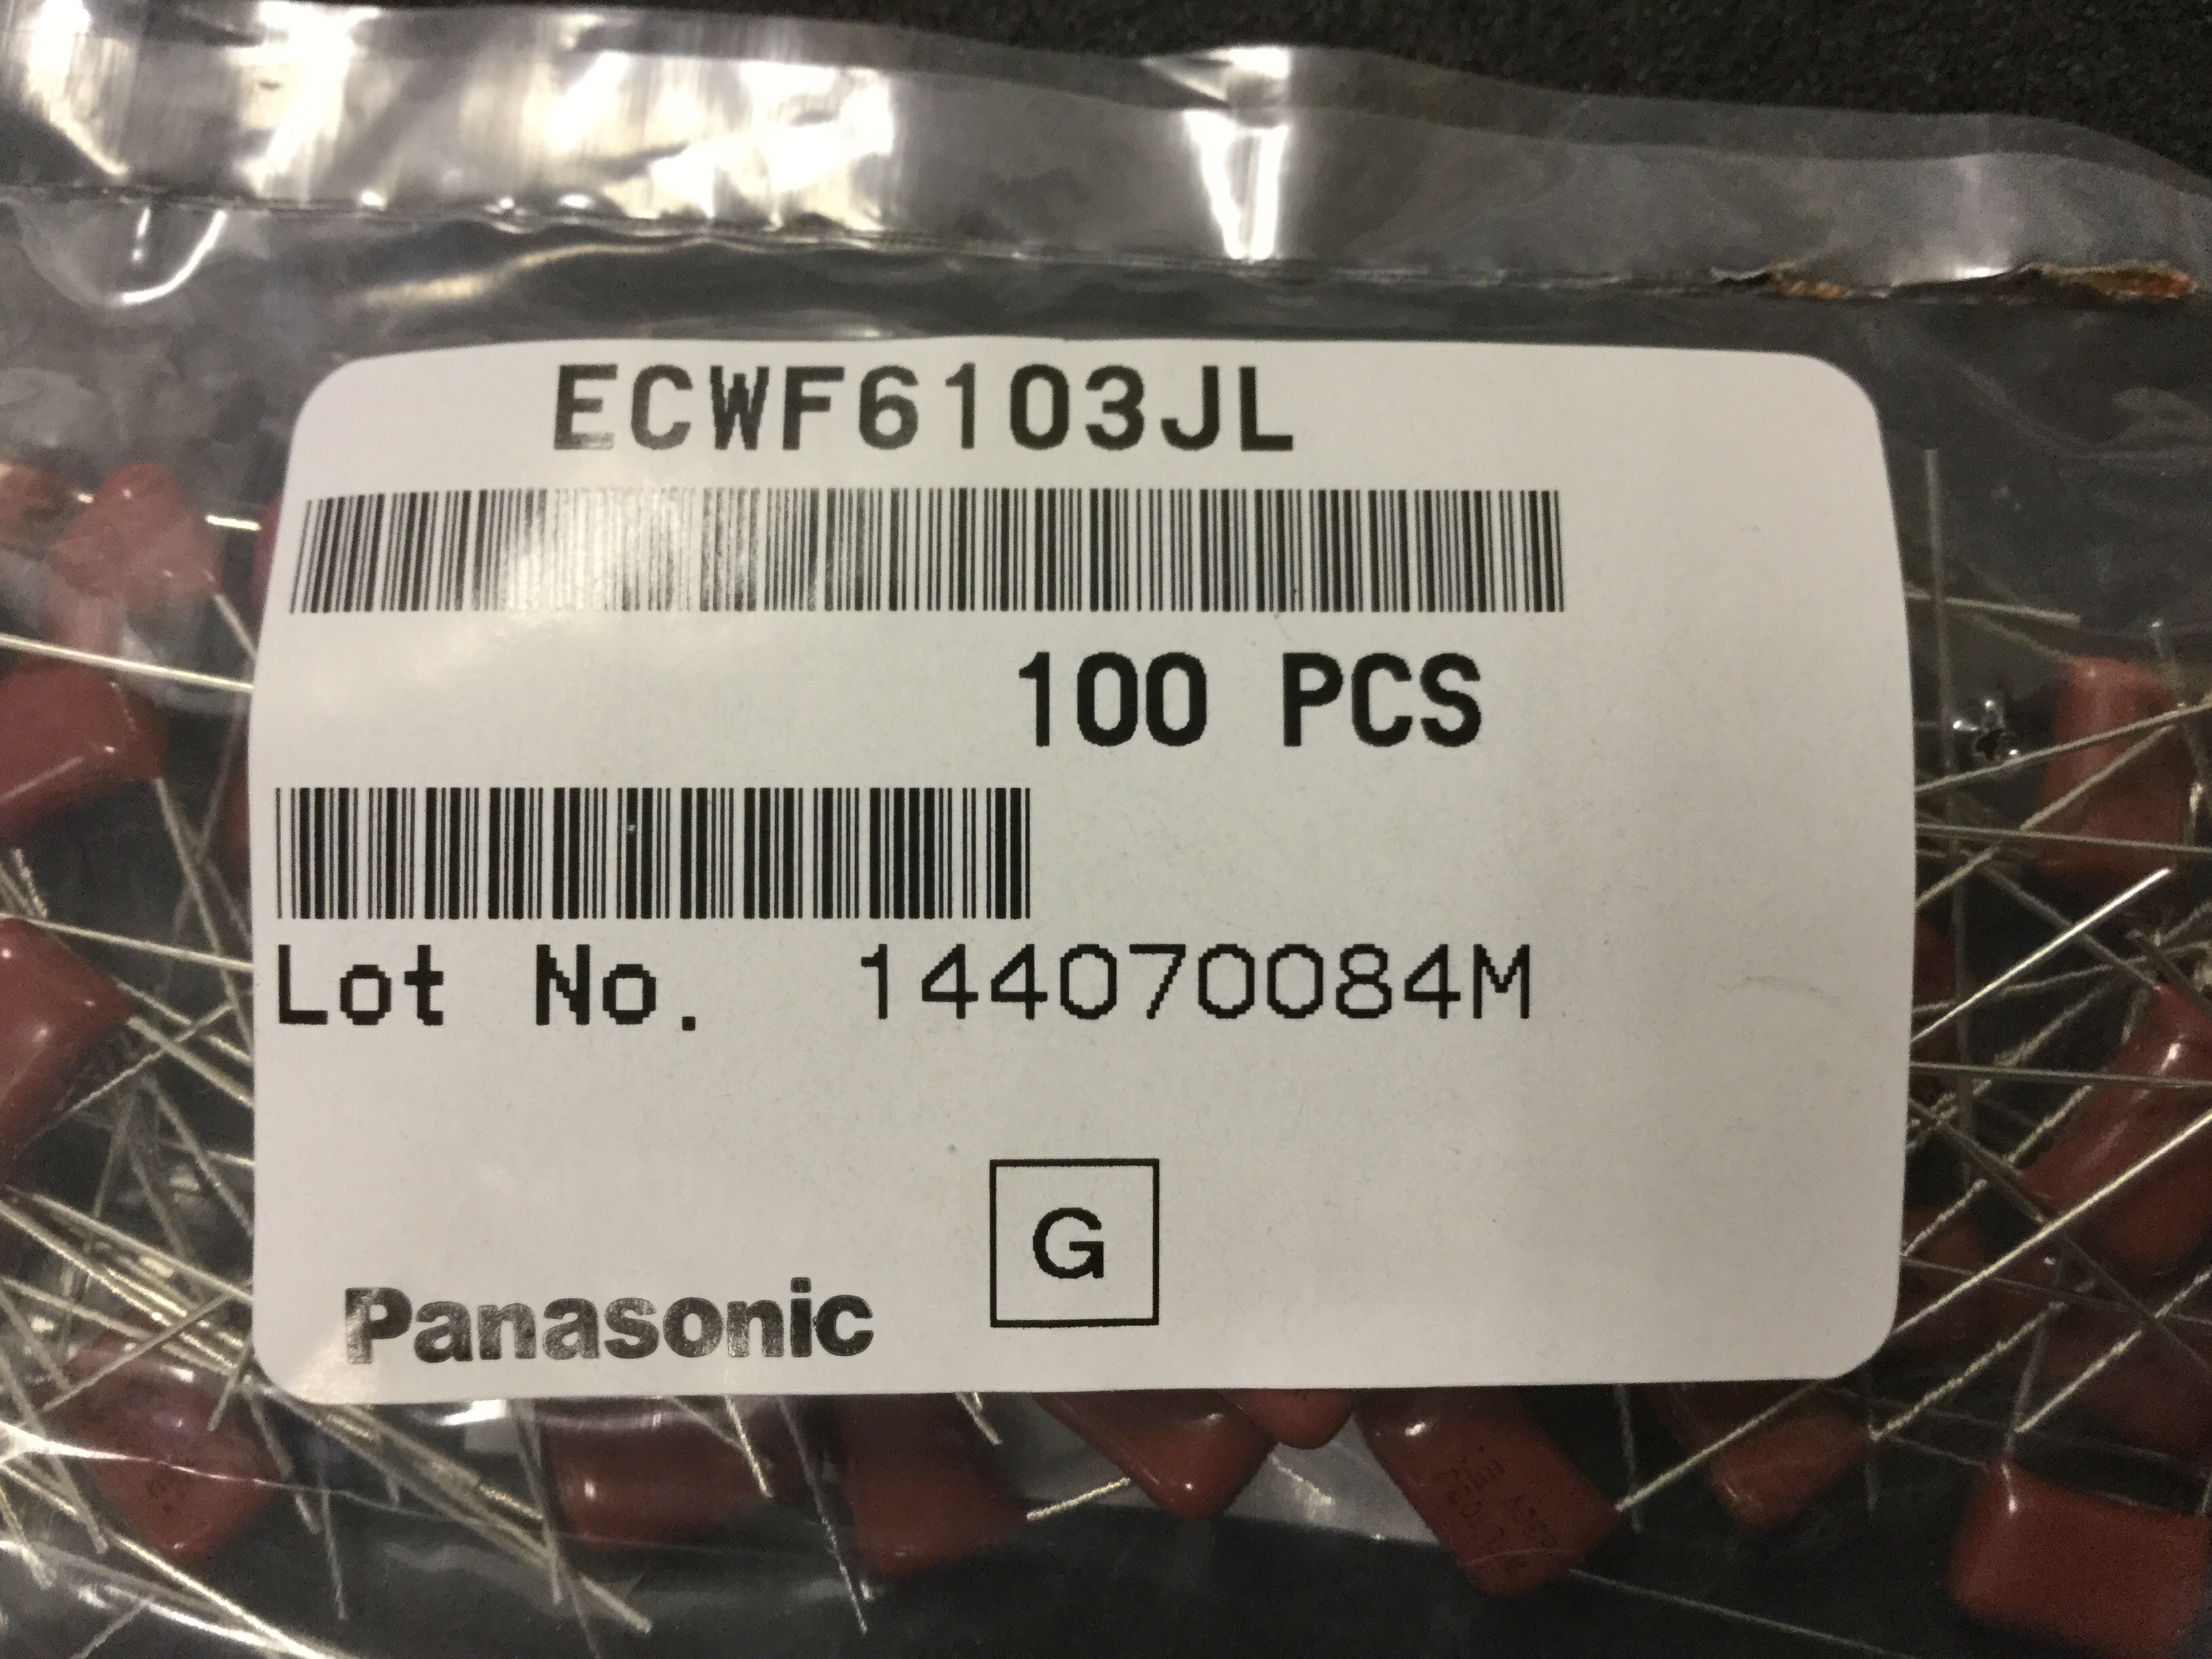 ECWF6103JL
100 PCS
Lot No. 144070084M
G
Panasonic